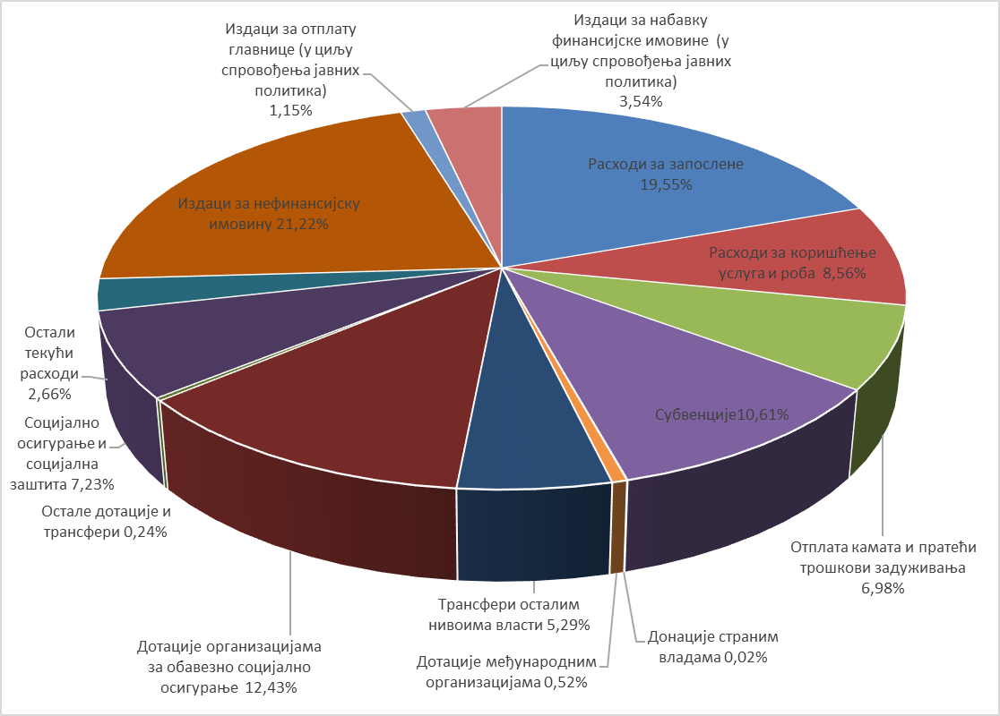 Издаци за отплату
главнице (у циљу
спровођења јавних
политика)
1,15%
Издаци за набавку
финансијске имовине  (у
циљу спровођења јавних
политика)
3,54%
Расходи за запослене
19,55%
Расходи за коришћење
услуга и роба  8,56%
Издаци за нефинансијску
имовину 21,22%
Субвенције10,61%
Остали
текући
расходи
2,66%
Социјално
осигурање и
социјална
заштита 7,23%
Остале дотације и
трансфери 0,24%
Дотације организацијама
за обавезно социјално
осигурање  12,43%
Трансфери осталим
нивоима власти 5,29%
Дотације међународним
организацијама 0,52%
Донације страним
владама 0,02%
Отплата камата и пратећи
трошкови задуживања
6,98%